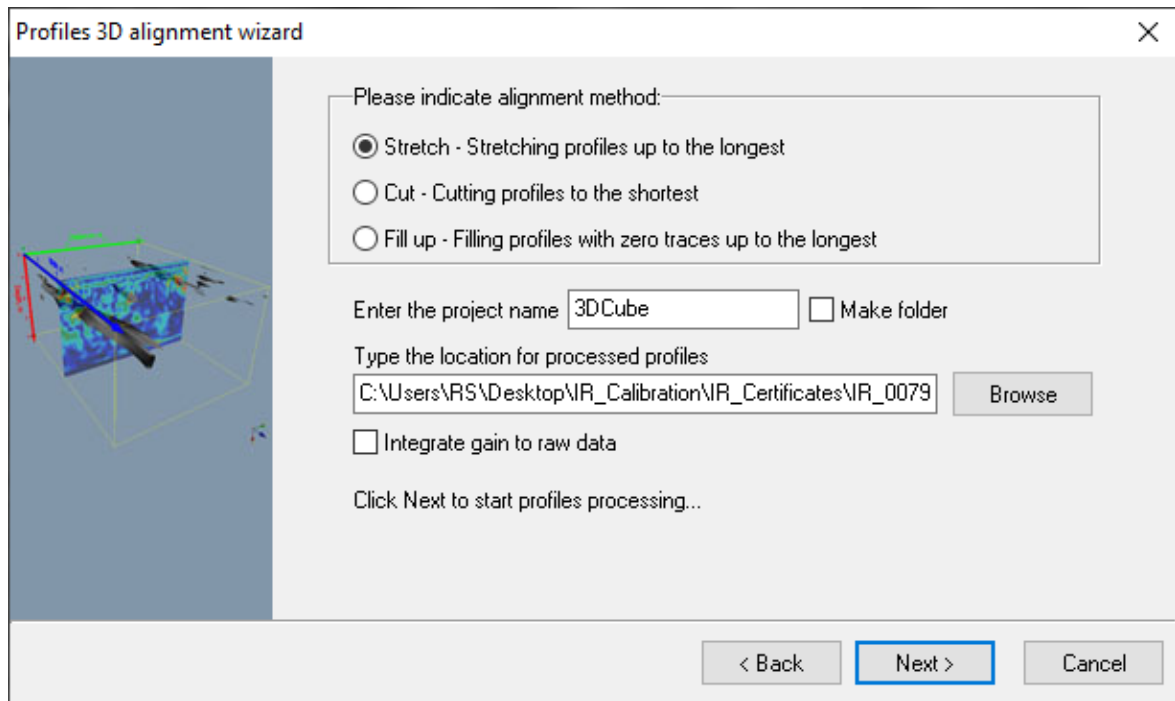 Profiles 3D alignment wizard
Please indicate alignment method:
Stretch - Stretching profiles up to the longest
Cut - Cutting profiles to the shortest
Fill up - Filling profiles with zero traces up to the longest
Enter the project name 3DCube Make folder
Type the location for processed profiles
C:\Users\RS\Desktop\IR_Calibration\IR_Certificates\IR_0079 Browse
Integrate gain to raw data
Click Next to start profiles processing...
< Back Next > Cancel